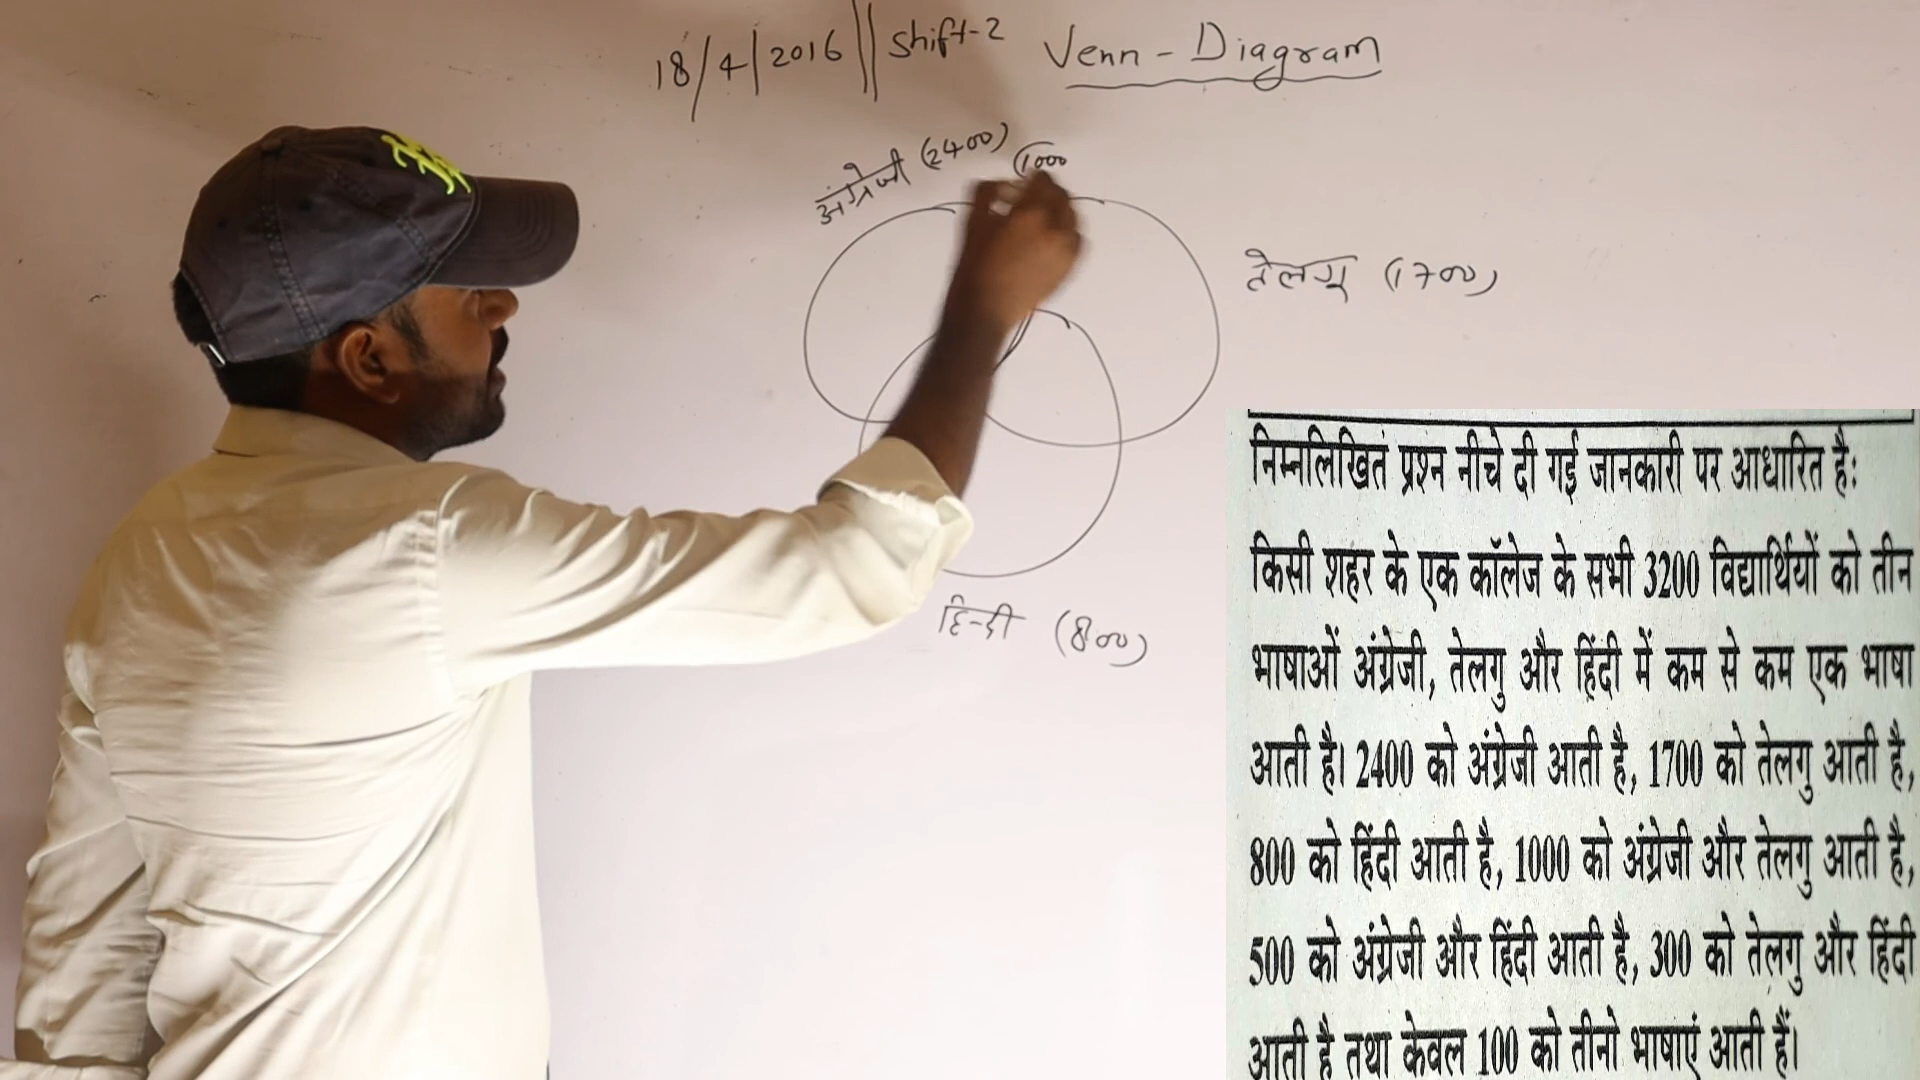 18/4/2016 || Shift-2 Venn-Diagram
अंग्रेजी (2400)
(1000
तेलगू (1700)
हिन्दी (800)
निम्नलिखित प्रश्न नीचे दी गई जानकारी पर आधारित है:
किसी शहर के एक कॉलेज के सभी 3200 विद्यार्थियों को तीन
भाषाओं अंग्रेजी, तेलगु और हिंदी में कम से कम एक भाषा
आती है। 2400 को अंग्रेजी आती है, 1700 को तेलगु आती है,
800 को हिंदी आती है, 1000 को अंग्रेजी और तेलगु आती है,
500 को अंग्रेजी और हिंदी आती है, 300 को तेलगु और हिंदी
आती है तथा केवल 100 को तीनो भाषाएं आती हैं।